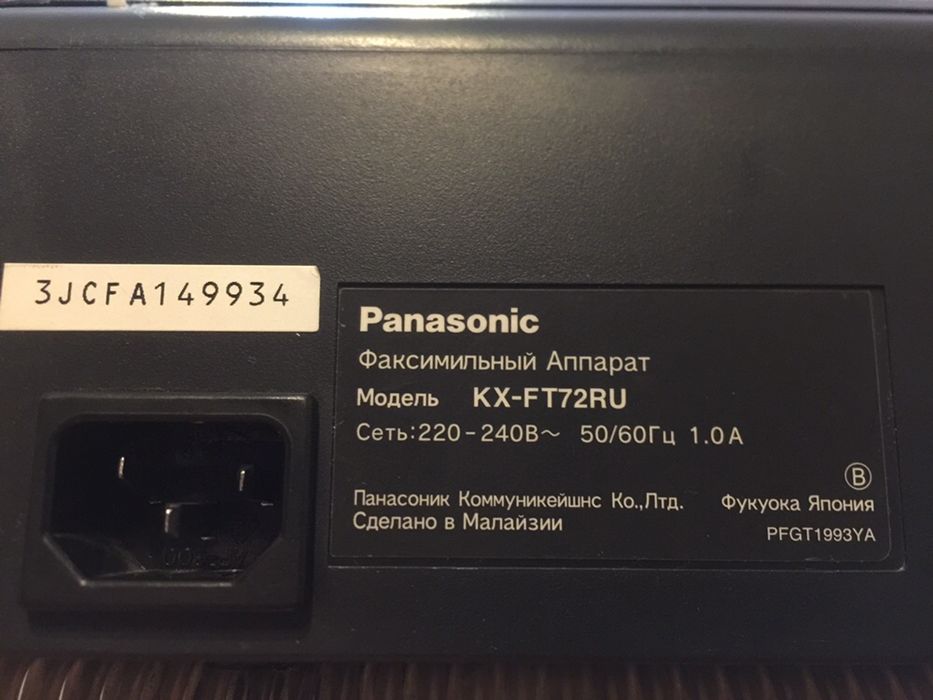 3JCFA149934
Panasonic
Факсимильный Аппарат
Модель KX-FT72RU
Сеть:220-240В~ 50/60Гц 1.0А
В
Панасоник Коммуникейшнс Ко.,Лтд. Фукуока Япония
Сделано в Малайзии
PFGT1993YA